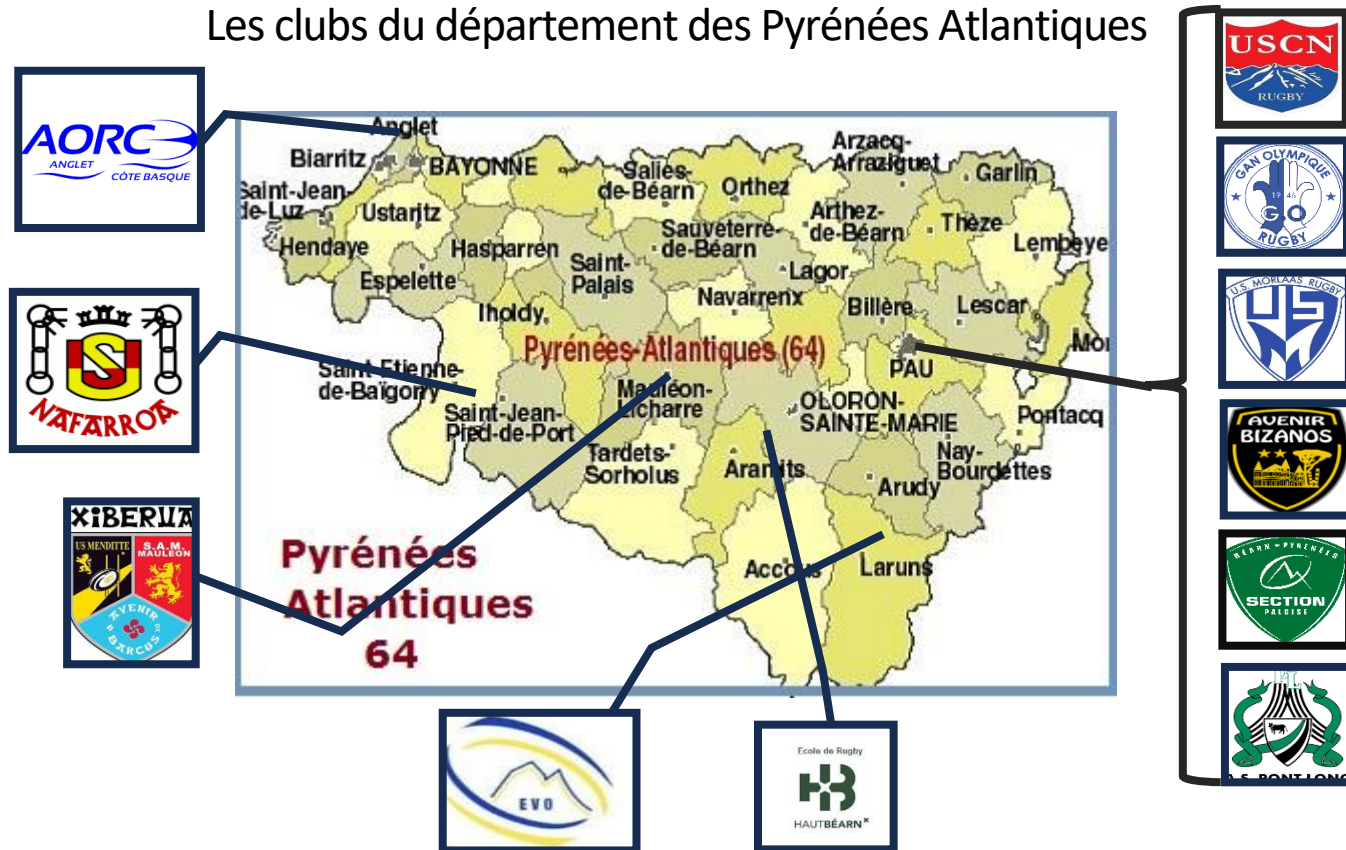 Les clubs du département des Pyrénées Atlantiques
AORC
ANGLET
CÔTE BASQUE
S
NAFARROA
XIBERUA
US MENDITTE
S.A.M.
MAULEON
AVENIR
DE
BARCUS
Anglet
Biarritz
BAYONNE
Saint-Jean-
de-Luz
Ustaritz
Hendaye
Espelette
Hasparren
Salies-
de-Béarn
Orthez
Arzacq-
Arraziguet
Garlin
Sauveterre-
de-Béarn
Arthez-
de-Béarn
Thèze
Lembeye
Saint-
Palais
Lagor
Navarrenx
Billère
Lescar
Iholdy
Pyrénées-Atlantiques (64)
Mor
Saint-Etienne-
de-Baïgorry
PAU
Mauléon-
Licharre
Saint-Jean-
Pied-de-Port
OLORON-
SAINTE-MARIE
Pontacq
Tardets-
Sorholus
Aramits
Nay-
Bourdettes
Arudy
Accous
Laruns
Pyrénées
Atlantiques
64
EVO
Ecole de Rugby
HB
HAUTBÉARN
USCN
RUGBY
GAN OLYMPIQUE
1946
G.O
RUGBY
U.S. MORLAAS RUGBY
USM
AVENIR
BIZANOS
BÉARN-PYRÉNÉES
SECTION
PALOISE
A.S. PONT LONG